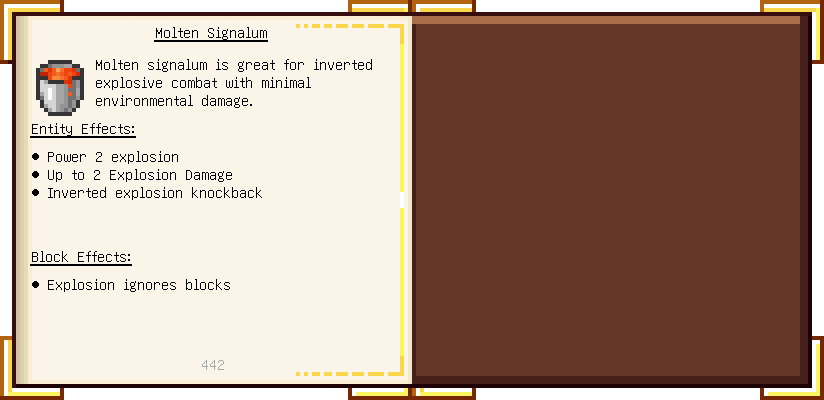 Molten Signalum
Molten signalum is great for inverted
explosive combat with minimal
environmental damage.
Entity Effects:
● Power 2 explosion
● Up to 2 Explosion Damage
● Inverted explosion knockback
Block Effects:
● Explosion ignores blocks
442